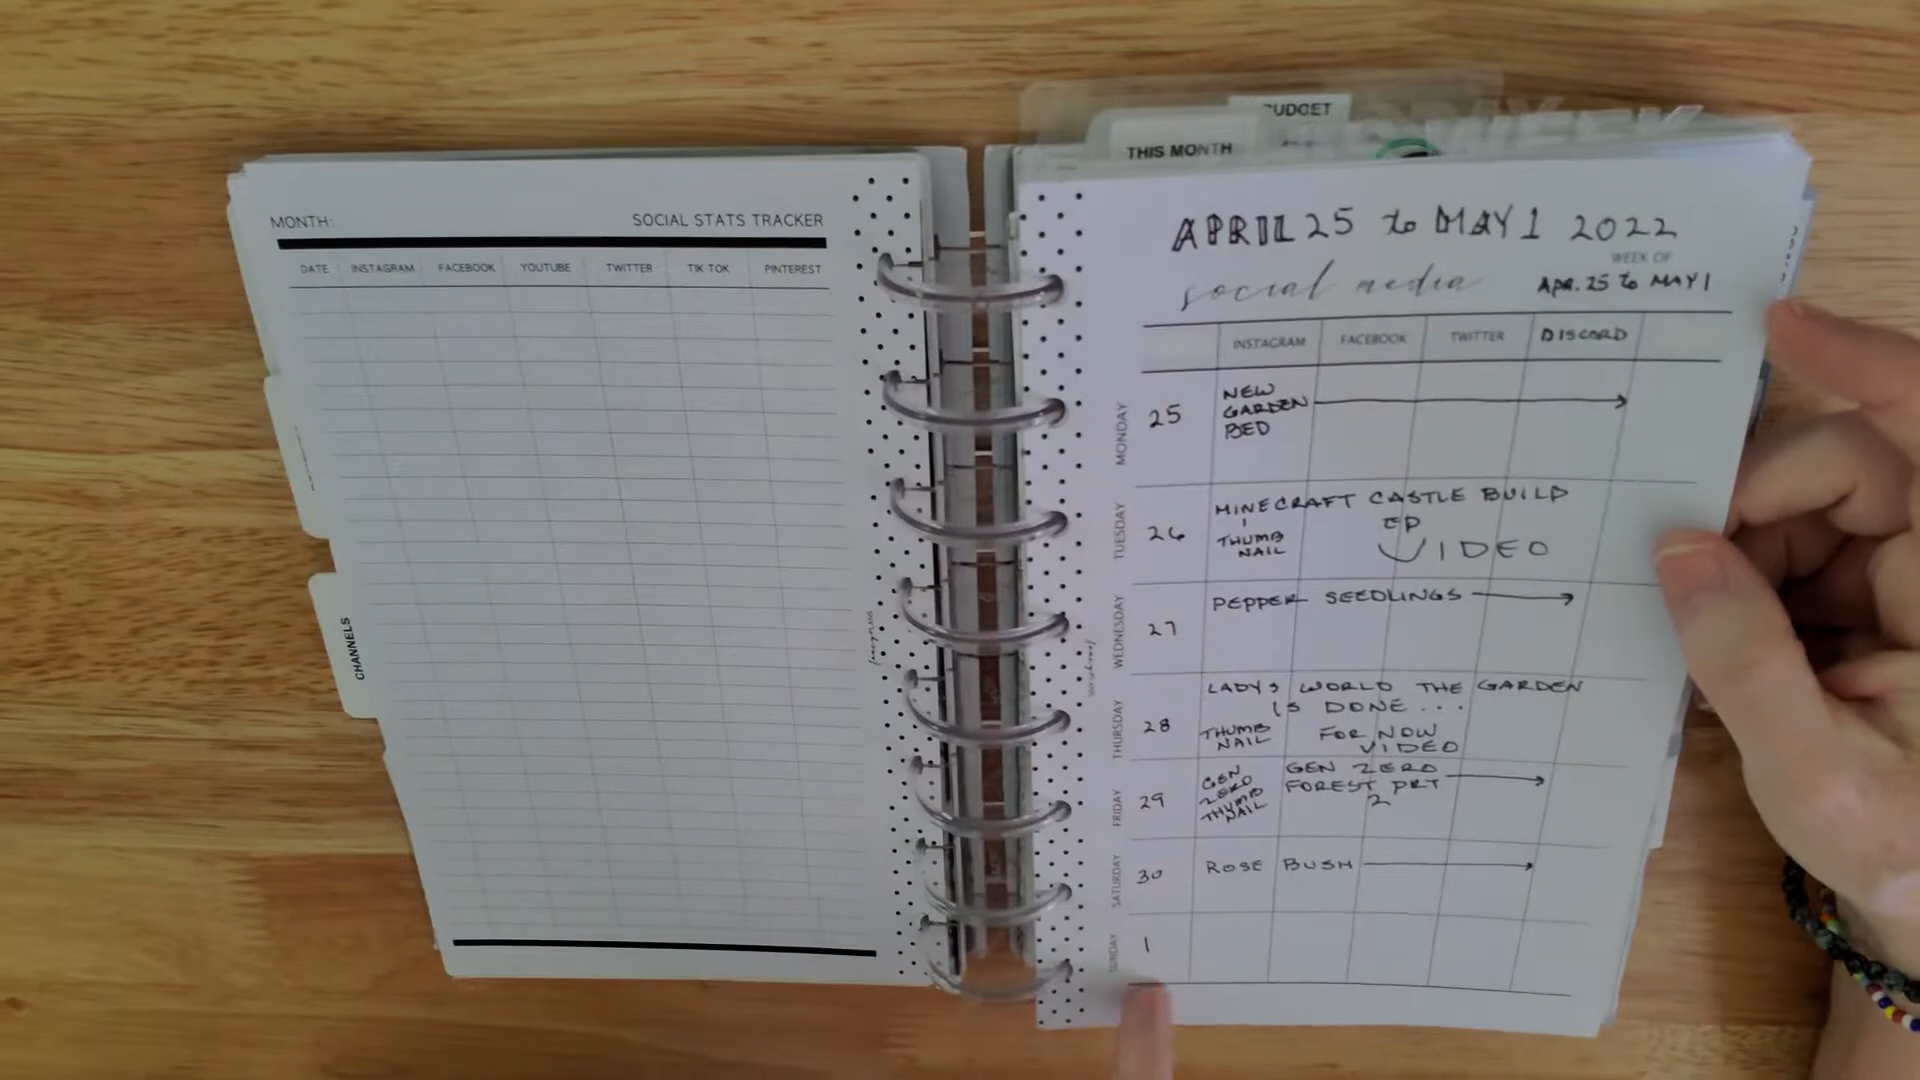 BUDGET
THIS MONTH
MONTH:
SOCIAL STATS TRACKER
DATE INSTAGRAM FACEBOOK YOUTUBE TWITTER TIK TOK PINTEREST
CHANNELS
APRIL 25 to MAY 1 2022
WEEK OF
social media
APR. 25 to MAY 1
INSTAGRAM FACEBOOK TWITTER DISCORD
MONDAY
25
NEW
GARDEN
BED
TUESDAY
26
MINECRAFT CASTLE BUILD
EP
THUMB
NAIL
VIDEO
WEDNESDAY
27
PEPPER SEEDLINGS
THURSDAY
28
LADYS WORLD THE GARDEN
IS DONE...
THUMB
NAIL
FOR NOW
VIDEO
FRIDAY
29
GEN
ZERO
THUMB
NAIL
GEN ZERO
FOREST PRT
2
SATURDAY
30
ROSE BUSH
SUNDAY
1